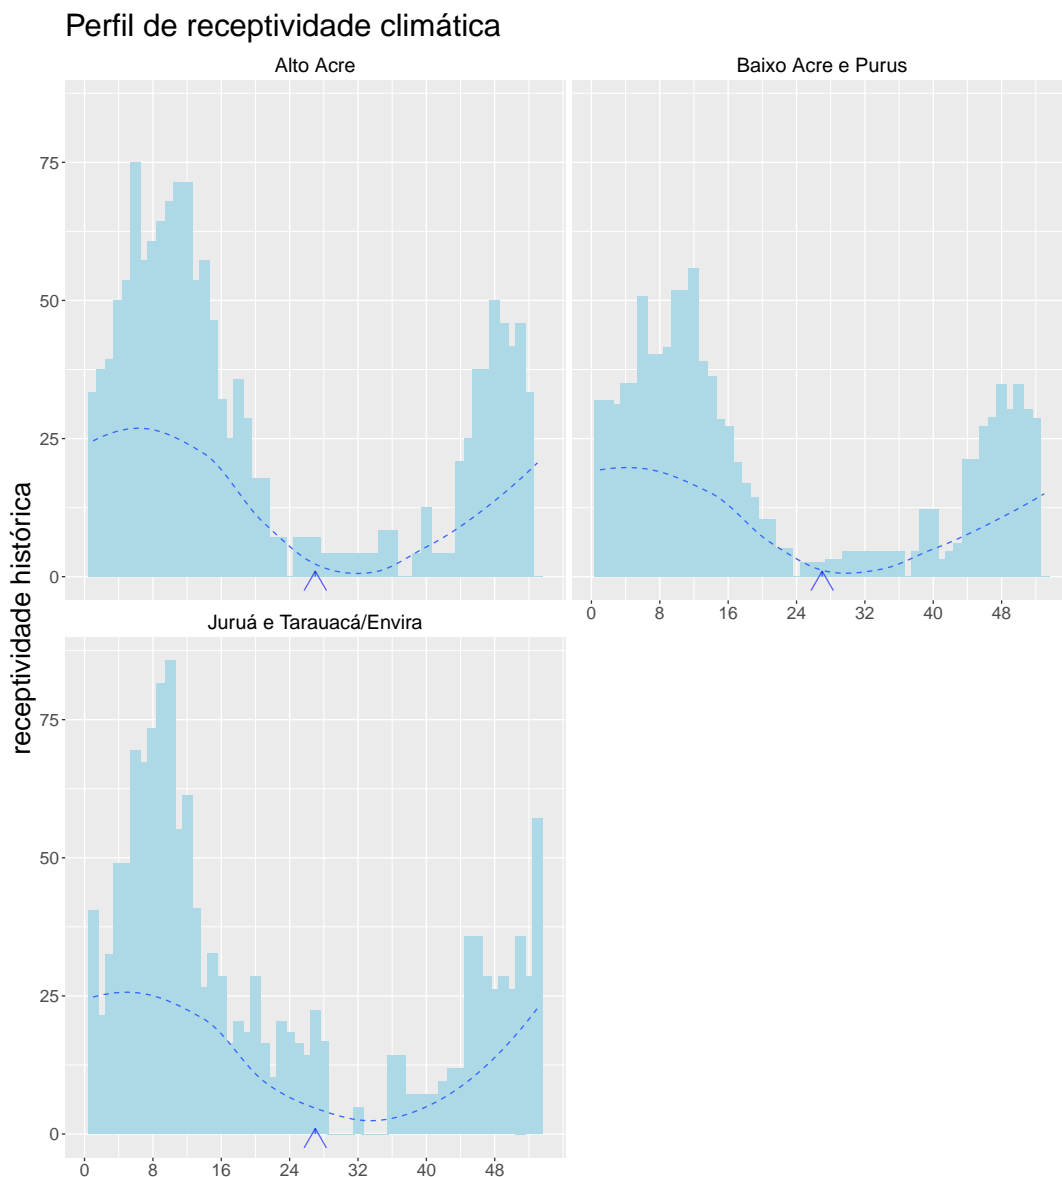 Perfil de receptividade climática
Alto Acre
Baixo Acre e Purus
75
50
25
0
0 8 16 24 32 40 48
receptividade histórica
Juruá e Tarauacá/Envira
75
50
25
0
0 8 16 24 32 40 48